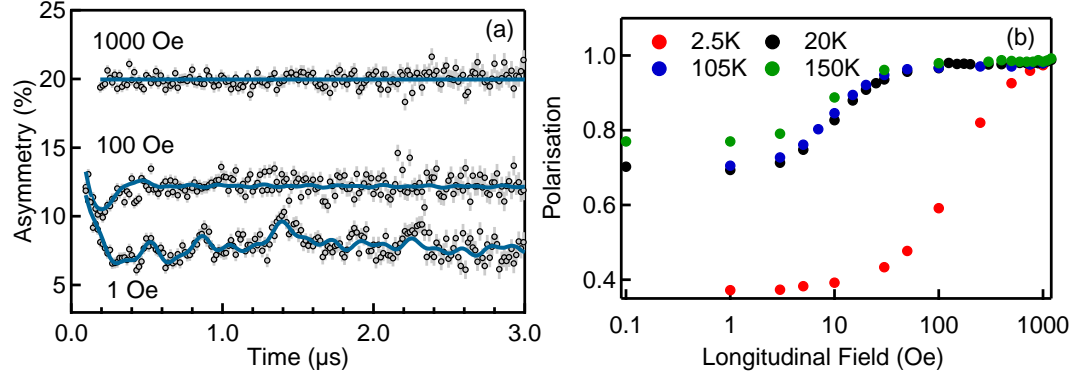 25
20
15
10
5
Asymmetry (%)
(a)
1000 Oe
100 Oe
1 Oe
0.0
1.0
2.0
3.0
Time (µs)
1.0
0.8
0.6
0.4
Polarisation
(b)
2.5K
20K
105K
150K
0.1
1
10
100
1000
Longitudinal Field (Oe)